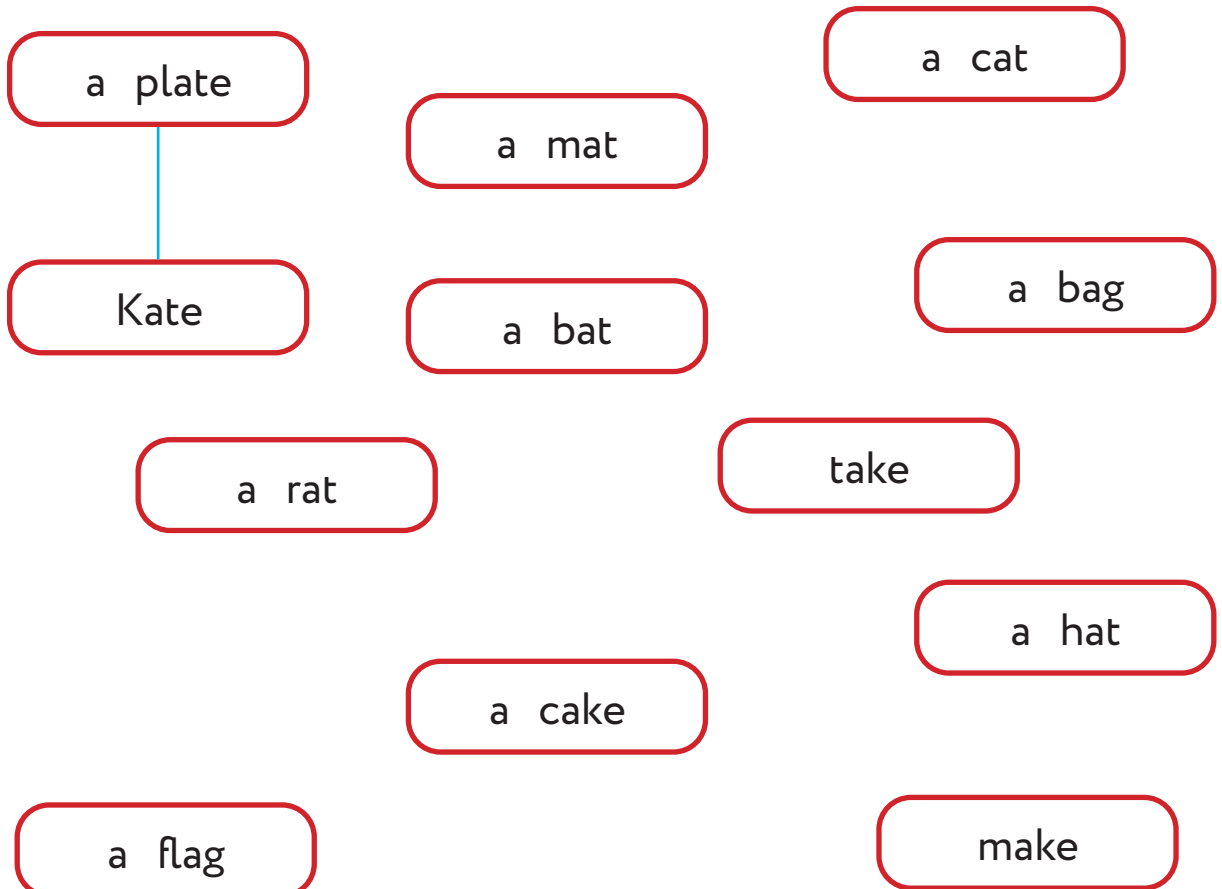 a plate
a cat
a mat
Kate
a bat
a bag
a rat
take
a hat
a cake
a flag
make